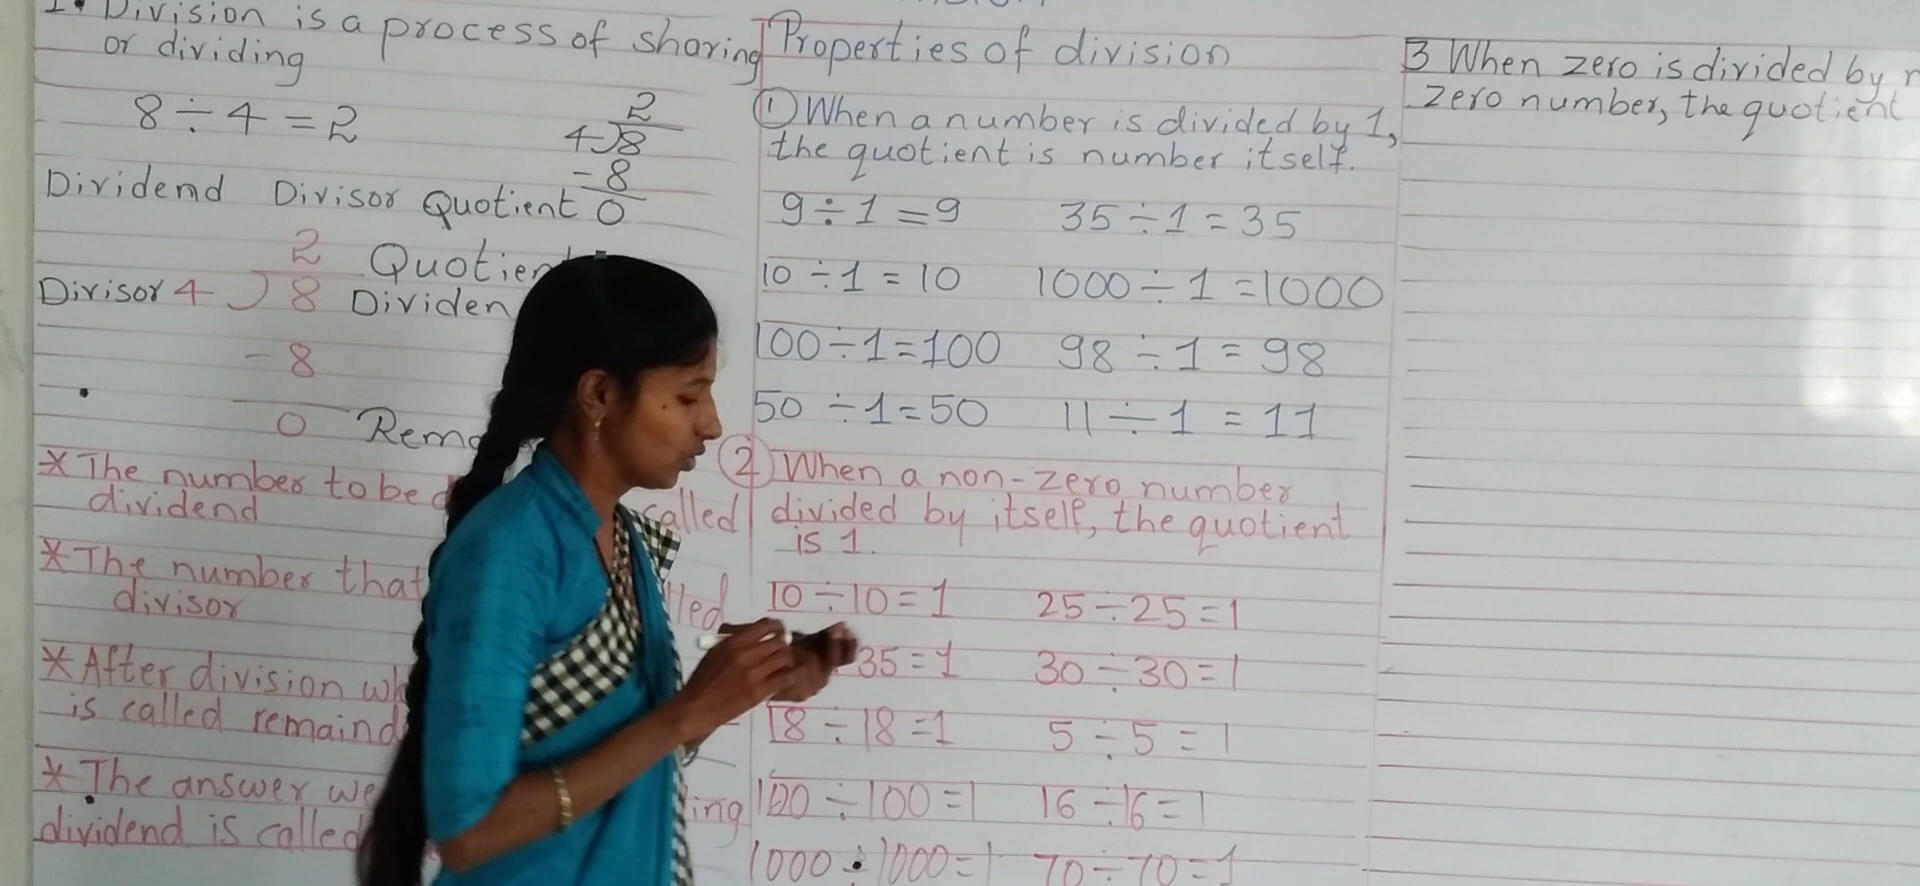 1. Division is a process of sharing
or dividing
8 ÷ 4 = 2
2
4)8
- 8
0
Dividend Divisor Quotient
2 Quotient
Divisor 4 ) 8 Dividen
- 8
0 Rema
* The number to be d called
dividend
* The number that lled
divisor
* After division wh
is called remaind
* The answer we ing
dividend is called
Properties of division
① When a number is divided by 1,
the quotient is number itself.
9 ÷ 1 = 9 35 ÷ 1 = 35
10 ÷ 1 = 10 1000 ÷ 1 = 1000
100 ÷ 1 = 100 98 ÷ 1 = 98
50 ÷ 1 = 50 11 ÷ 1 = 11
② When a non-zero number
divided by itself, the quotient
is 1.
10 ÷ 10 = 1 25 ÷ 25 = 1
35 = 1 30 ÷ 30 = 1
18 ÷ 18 = 1 5 ÷ 5 = 1
100 ÷ 100 = 1 16 ÷ 16 = 1
1000 ÷ 1000 = 1 70 ÷ 70 = 1
3 When zero is divided by n
zero number, the quotient